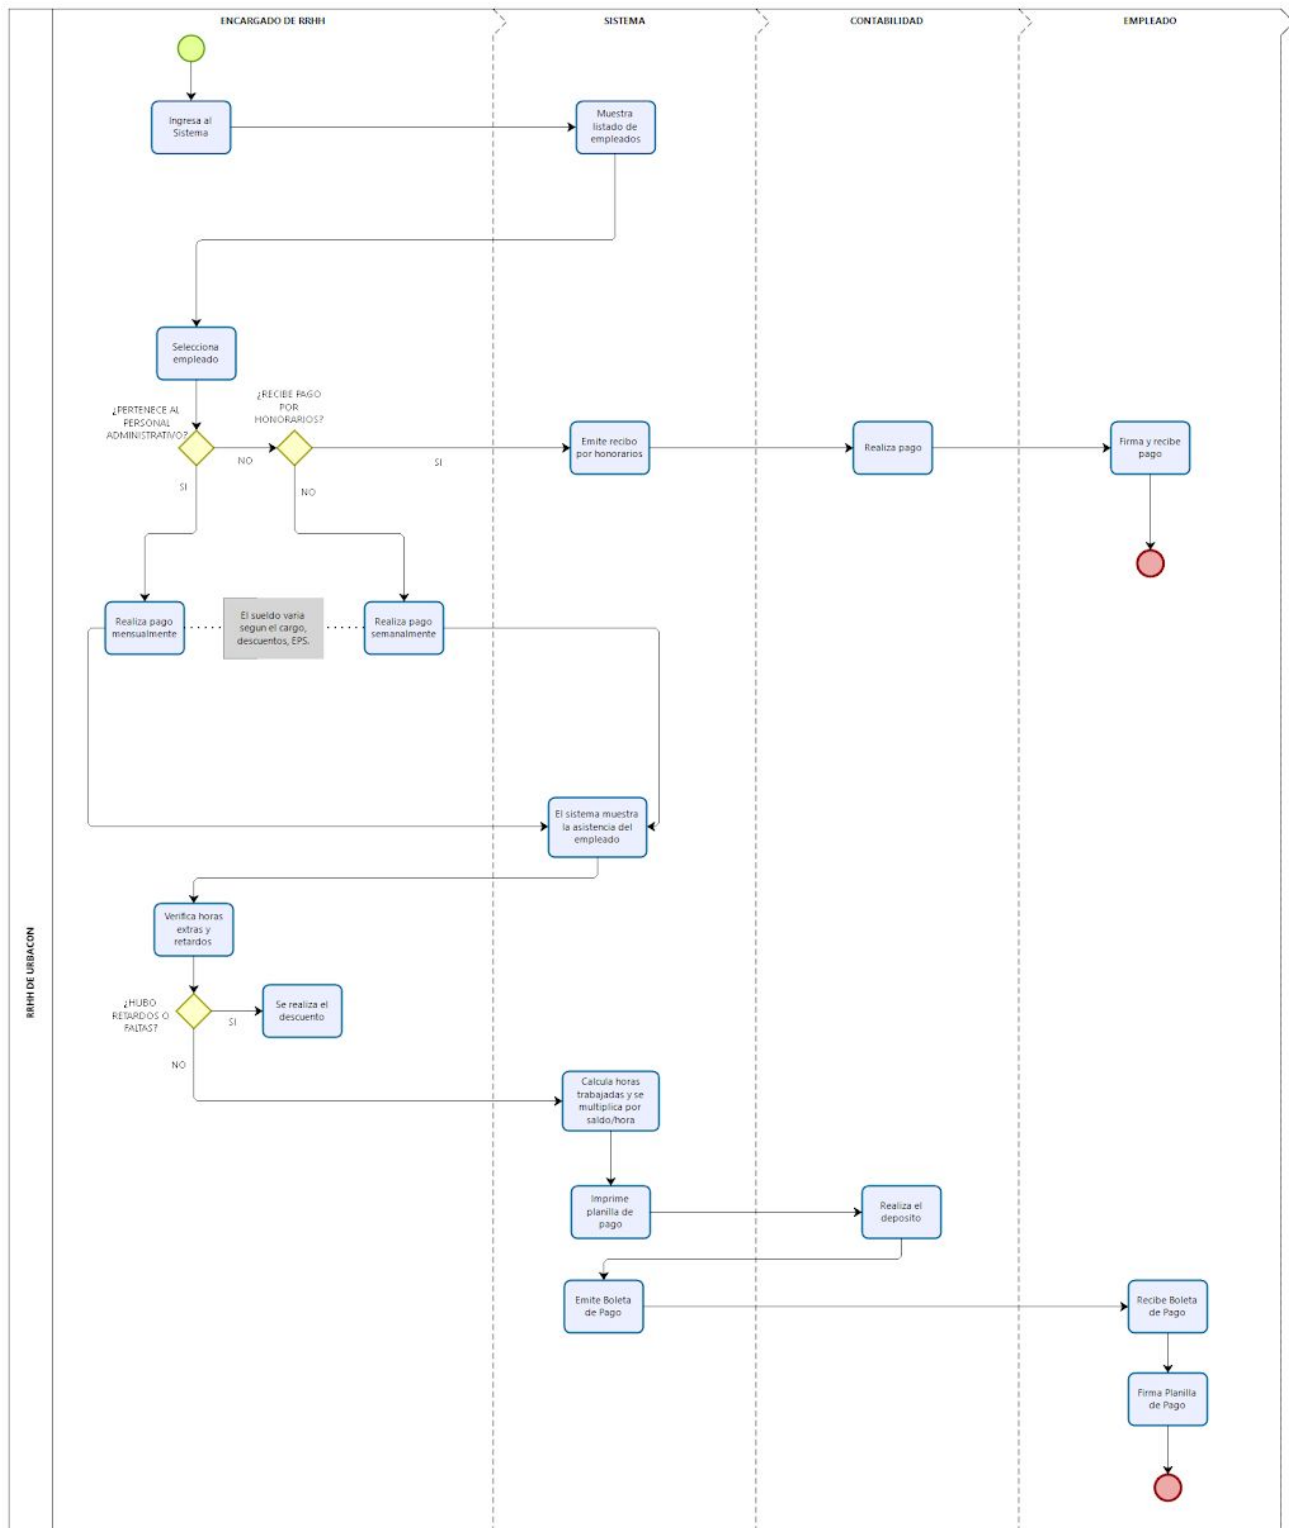 ENCARGADO DE RRHH
SISTEMA
CONTABILIDAD
EMPLEADO
RRHH DE URBACON
Ingresa al
Sistema
Muestra
listado de
empleados
Selecciona
empleado
¿PERTENECE AL
PERSONAL
ADMINISTRATIVO?
¿RECIBE PAGO
POR
HONORARIOS?
NO
SI
Emite recibo
por honorarios
Realiza pago
Firma y recibe
pago
SI
NO
Realiza pago
mensualmente
El sueldo varia
segun el cargo,
descuentos, EPS.
Realiza pago
semanalmente
El sistema muestra
la asistencia del
empleado
Verifica horas
extras y
retardos
¿HUBO
RETARDOS O
FALTAS?
SI
Se realiza el
descuento
NO
Calcula horas
trabajadas y se
multiplica por
saldo/hora
Imprime
planilla de
pago
Realiza el
deposito
Emite Boleta
de Pago
Recibe Boleta
de Pago
Firma Planilla
de Pago